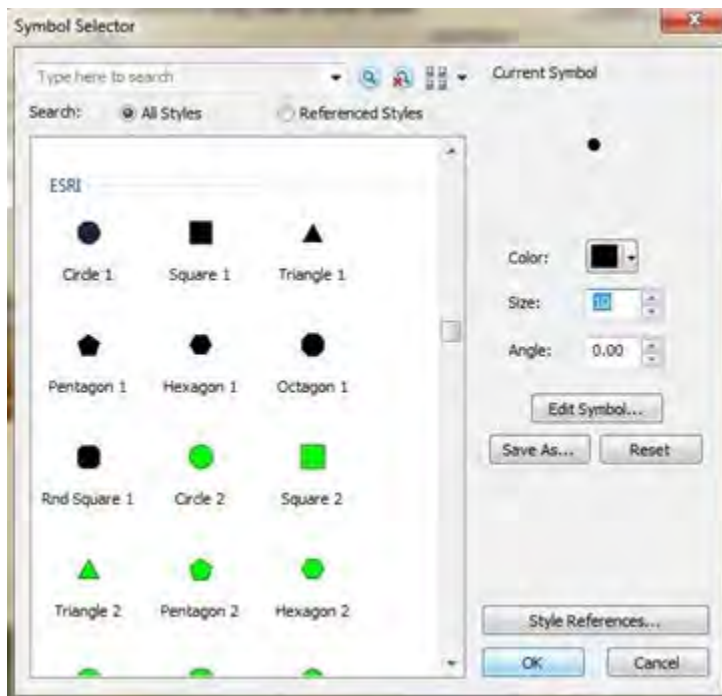 Symbol Selector
Type here to search
Search: All Styles Referenced Styles
ESRI
Circle 1 Square 1 Triangle 1
Pentagon 1 Hexagon 1 Octagon 1
Rnd Square 1 Circle 2 Square 2
Triangle 2 Pentagon 2 Hexagon 2
Current Symbol
Color:
Size: 10
Angle: 0.00
Edit Symbol...
Save As... Reset
Style References...
OK Cancel